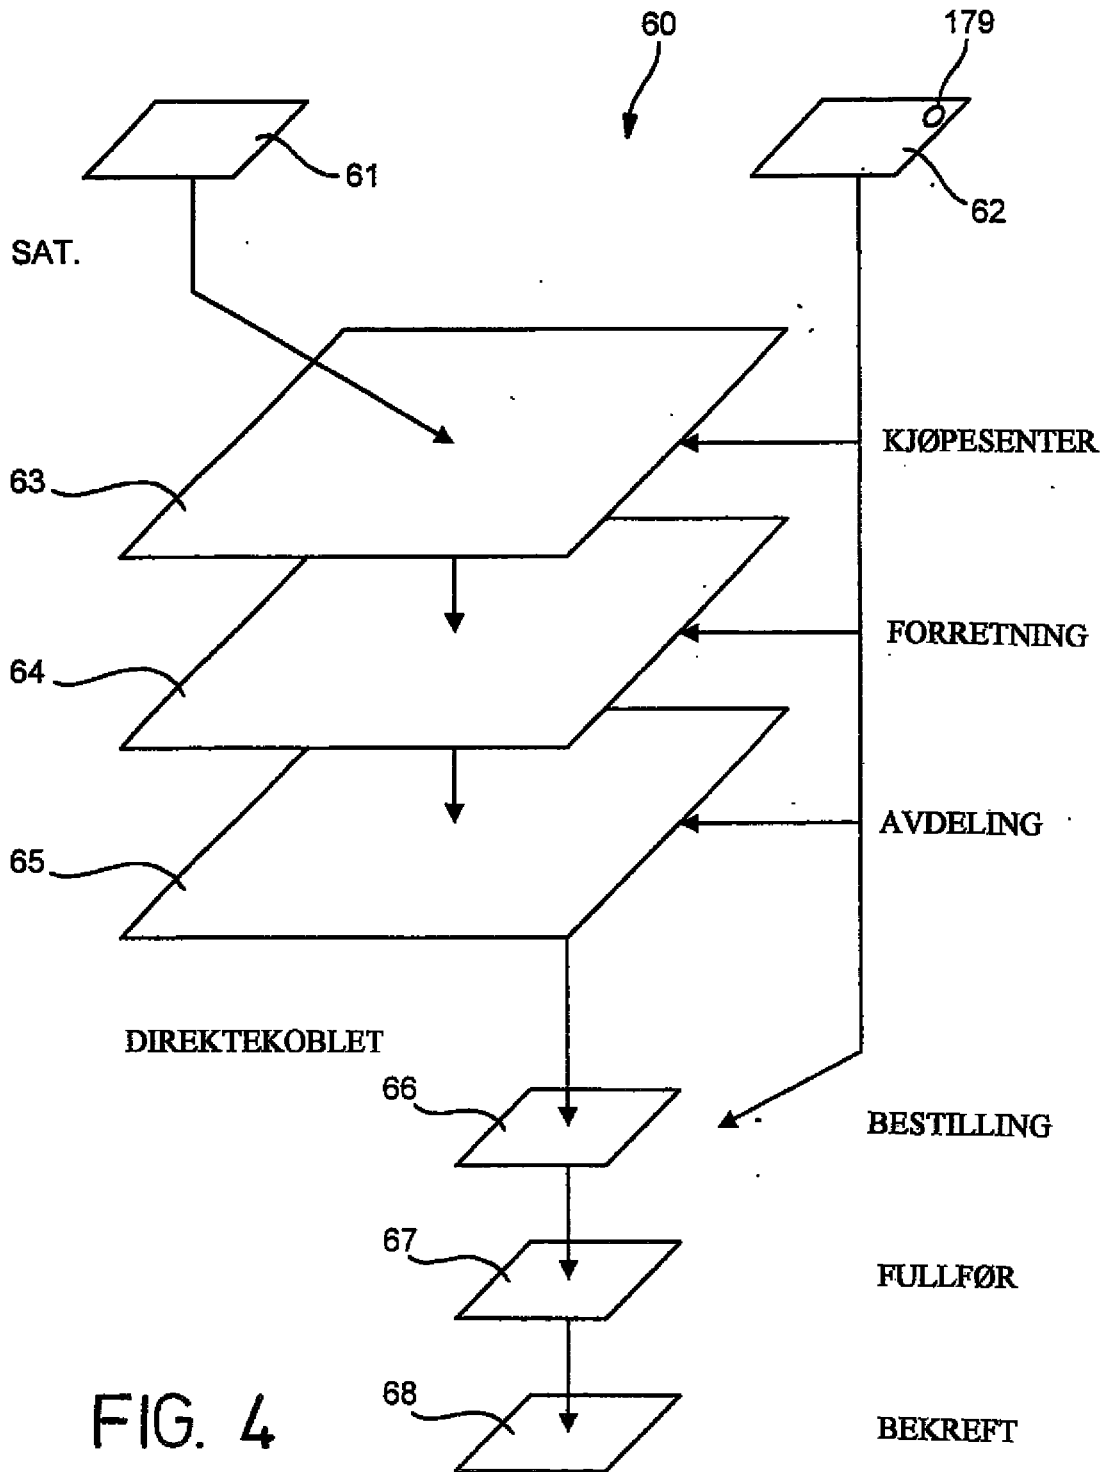 60
179
61
62
SAT.
KJØPESENTER
63
FORRETNING
64
AVDELING
65
DIREKTEKOBLET
66
BESTILLING
67
FULLFØR
68
BEKREFT
FIG. 4